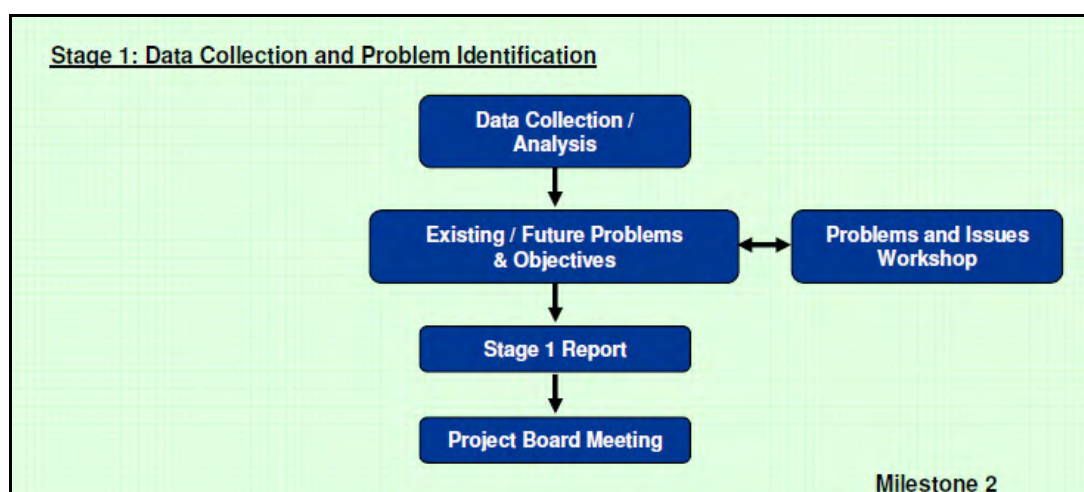 Stage 1: Data Collection and Problem Identification
Data Collection /
Analysis
Existing / Future Problems
& Objectives
Problems and Issues
Workshop
Stage 1 Report
Project Board Meeting
Milestone 2